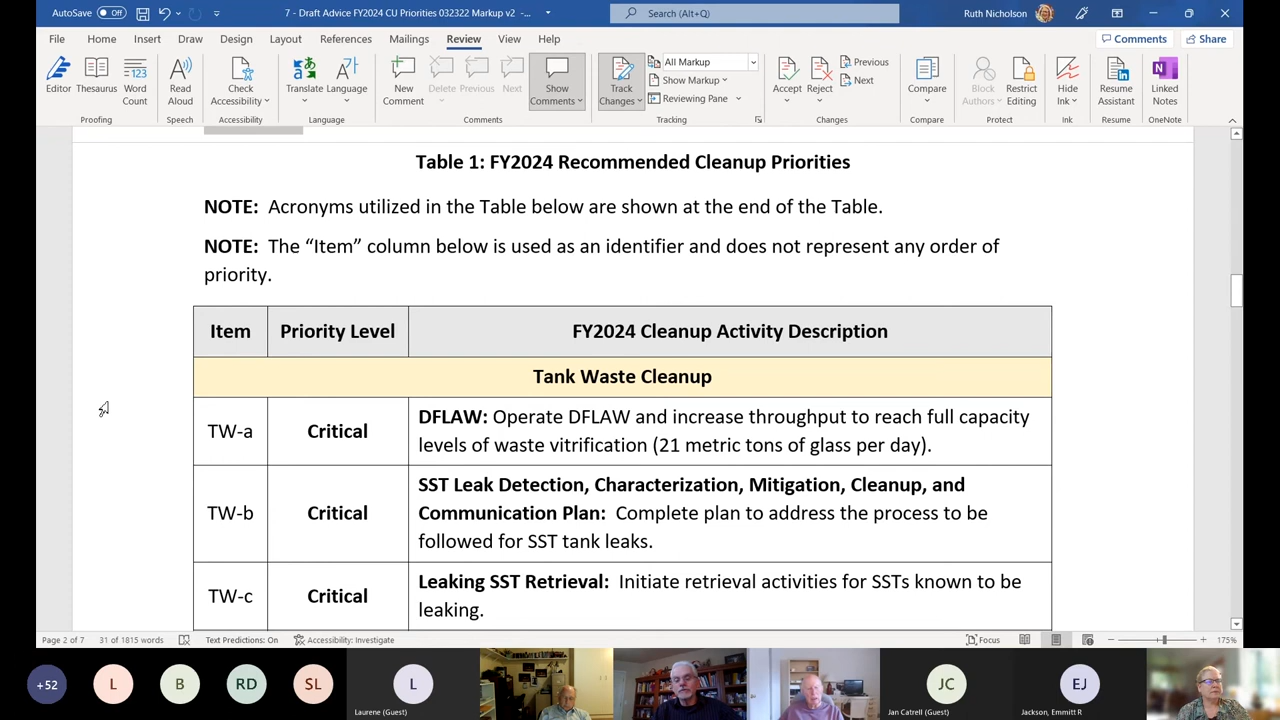 AutoSave Off 7 - Draft Advice FY2024 CU Priorities 032322 Markup v2 - ... Search (Alt+Q) Ruth Nicholson
File Home Insert Draw Design Layout References Mailings Review View Help Comments Share
Editor Thesaurus Word Count Read Aloud Check Accessibility Translate Language New Comment Delete Previous Next Show Comments Track Changes All Markup Show Markup Reviewing Pane Accept Reject Previous Next Compare Block Authors Restrict Editing Hide Ink Resume Assistant Linked Notes
Proofing Speech Accessibility Language Comments Tracking Changes Compare Protect Ink Resume OneNote
Table 1: FY2024 Recommended Cleanup Priorities
NOTE: Acronyms utilized in the Table below are shown at the end of the Table.
NOTE: The “Item” column below is used as an identifier and does not represent any order of
priority.
Item Priority Level FY2024 Cleanup Activity Description
Tank Waste Cleanup
TW-a Critical DFLAW: Operate DFLAW and increase throughput to reach full capacity
levels of waste vitrification (21 metric tons of glass per day).
TW-b Critical SST Leak Detection, Characterization, Mitigation, Cleanup, and
Communication Plan: Complete plan to address the process to be
followed for SST tank leaks.
TW-c Critical Leaking SST Retrieval: Initiate retrieval activities for SSTs known to be
leaking.
Page 2 of 7 31 of 1815 words Text Predictions: On Accessibility: Investigate Focus 175%
+52 L B RD SL L JC EJ
Laurene (Guest) Jan Catrell (Guest) Jackson, Emmitt R